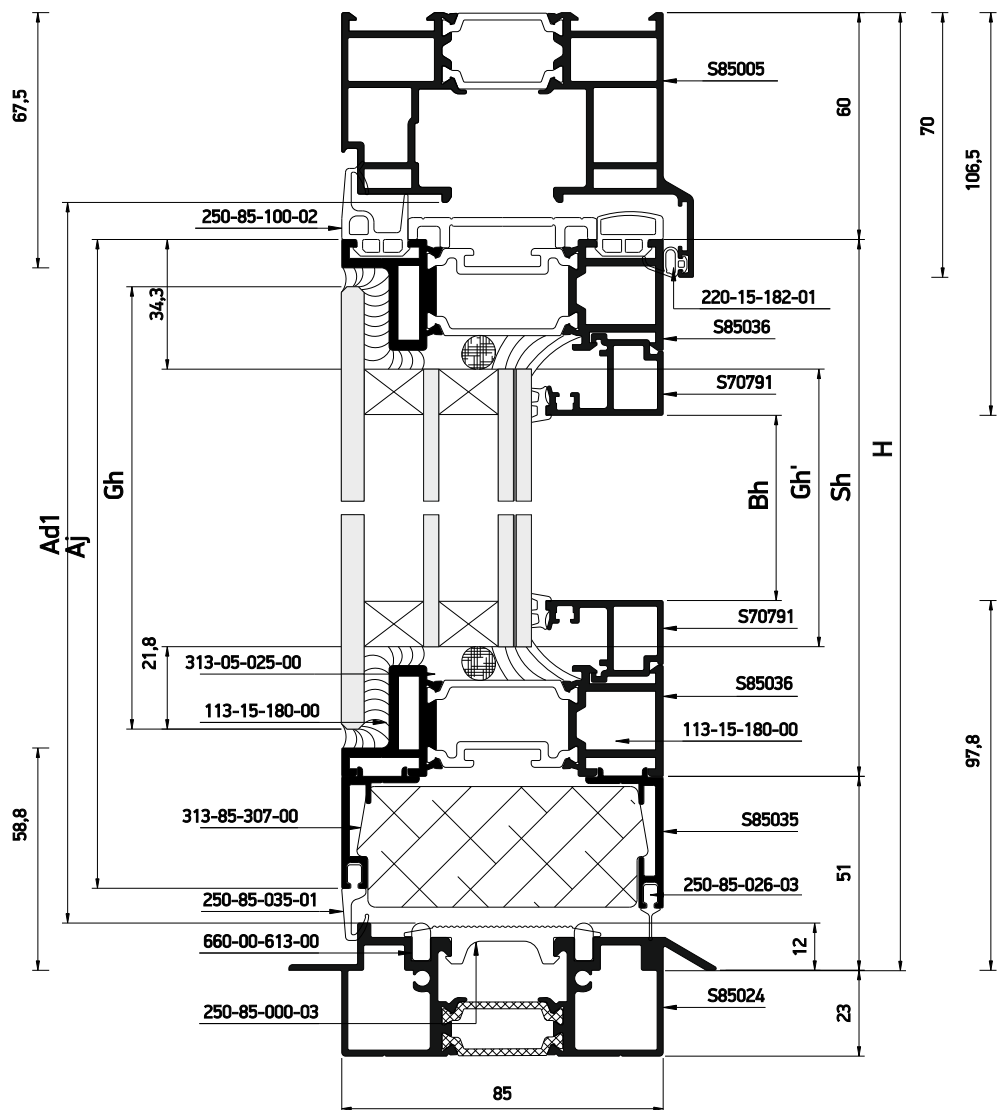 67,5
S85005
60
70
106,5
250-85-100-02
34,3
220-15-182-01
S85036
S70791
Gh
Ad1
Aj
Bh
Gh'
Sh
H
S70791
21,8
313-05-025-00
S85036
113-15-180-00
113-15-180-00
97,8
58,8
313-85-307-00
S85035
51
250-85-026-03
250-85-035-01
660-00-613-00
12
S85024
250-85-000-03
23
85